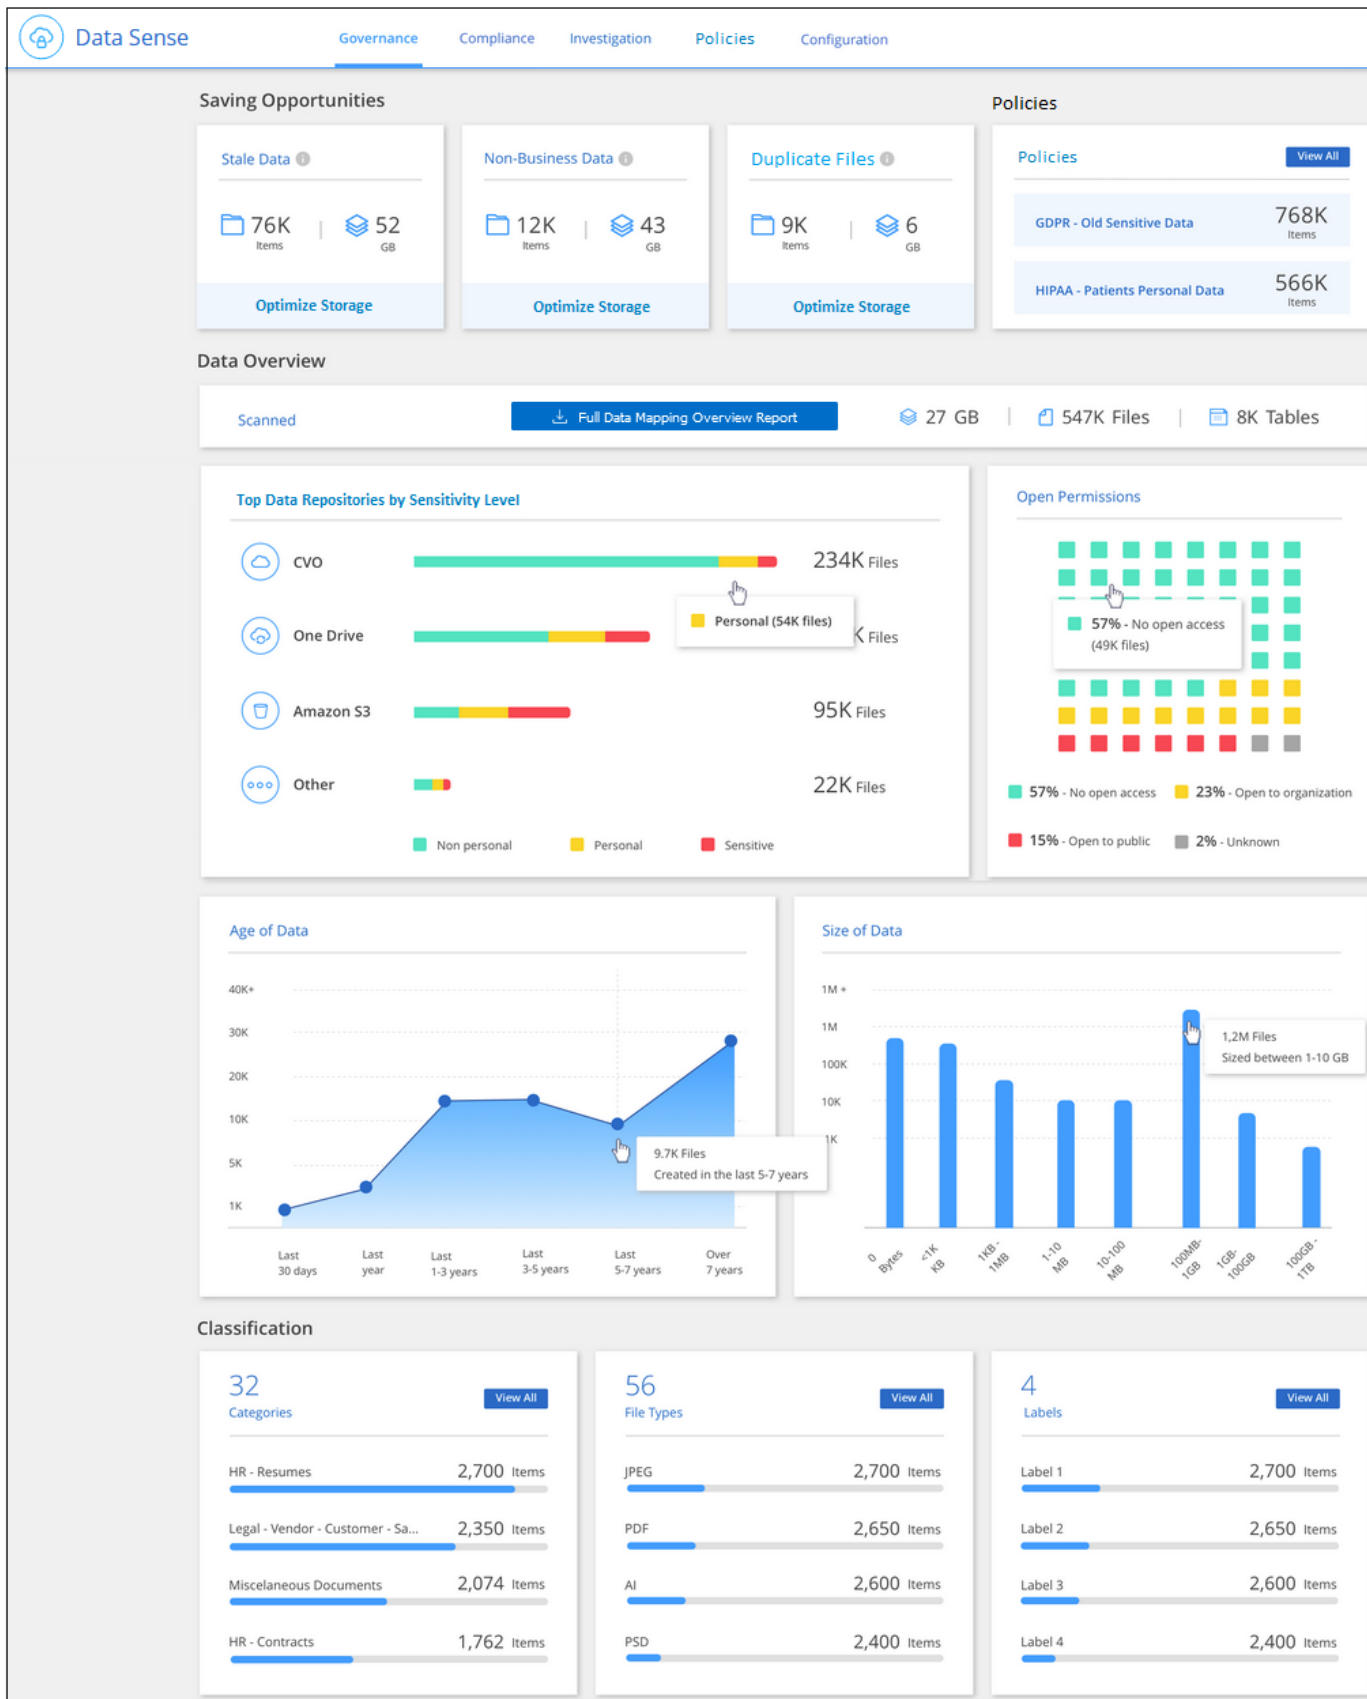 Data Sense
Governance Compliance Investigation Policies Configuration
Saving Opportunities
Policies
Stale Data
76K Items 52 GB
Optimize Storage
Non-Business Data
12K Items 43 GB
Optimize Storage
Duplicate Files
9K Items 6 GB
Optimize Storage
Policies View All
GDPR - Old Sensitive Data 768K Items
HIPAA - Patients Personal Data 566K Items
Data Overview
Scanned Full Data Mapping Overview Report 27 GB 547K Files 8K Tables
Top Data Repositories by Sensitivity Level
CVO 234K Files
Personal (54K files)
One Drive K Files
Amazon S3 95K Files
Other 22K Files
Non personal Personal Sensitive
Open Permissions
57% - No open access
(49K files)
57% - No open access 23% - Open to organization
15% - Open to public 2% - Unknown
Age of Data
40K+
30K
20K
10K
5K
1K
9.7K Files
Created in the last 5-7 years
Last 30 days
Last year
Last 1-3 years
Last 3-5 years
Last 5-7 years
Over 7 years
Size of Data
1M +
1M
100K
10K
1K
1,2M Files
Sized between 1-10 GB
0 Bytes
<1K KB
1KB - 1MB
1-10 MB
10-100 MB
100MB- 1GB
1GB- 100GB
100GB - 1TB
Classification
32
Categories View All
HR - Resumes 2,700 Items
Legal - Vendor - Customer - Sa... 2,350 Items
Miscelaneous Documents 2,074 Items
HR - Contracts 1,762 Items
56
File Types View All
JPEG 2,700 Items
PDF 2,650 Items
AI 2,600 Items
PSD 2,400 Items
4
Labels View All
Label 1 2,700 Items
Label 2 2,650 Items
Label 3 2,600 Items
Label 4 2,400 Items